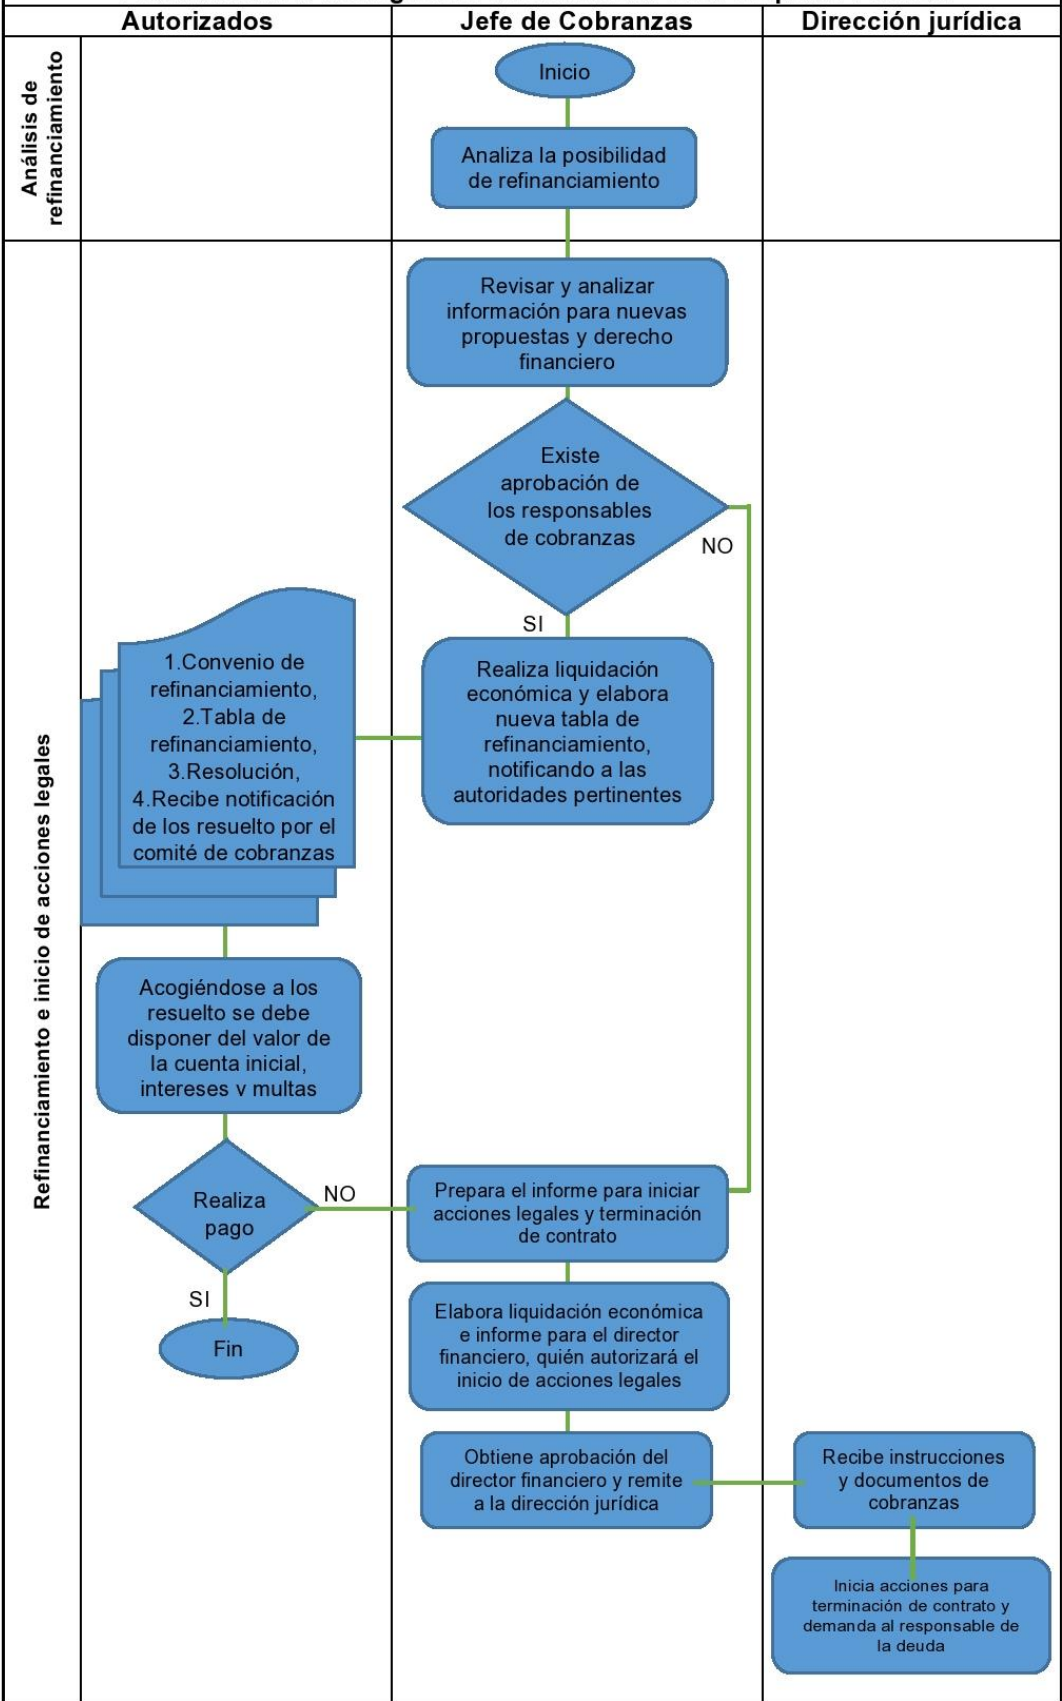 Autorizados
Jefe de Cobranzas
Dirección jurídica
Análisis de
refinanciamiento
Inicio
Analiza la posibilidad
de refinanciamiento
Refinanciamiento e inicio de acciones legales
Revisar y analizar
información para nuevas
propuestas y derecho
financiero
Existe
aprobación de
los responsables
de cobranzas
NO
SI
Realiza liquidación
económica y elabora
nueva tabla de
refinanciamiento,
notificando a las
autoridades pertinentes
1.Convenio de
refinanciamiento,
2.Tabla de
refinanciamiento,
3.Resolución,
4.Recibe notificación
de los resuelto por el
comité de cobranzas
Acogiéndose a los
resuelto se debe
disponer del valor de
la cuenta inicial,
intereses y multas
Realiza
pago
NO
SI
Fin
Prepara el informe para iniciar
acciones legales y terminación
de contrato
Elabora liquidación económica
e informe para el director
financiero, quién autorizará el
inicio de acciones legales
Obtiene aprobación del
director financiero y remite
a la dirección jurídica
Recibe instrucciones
y documentos de
cobranzas
Inicia acciones para
terminación de contrato y
demanda al responsable de
la deuda